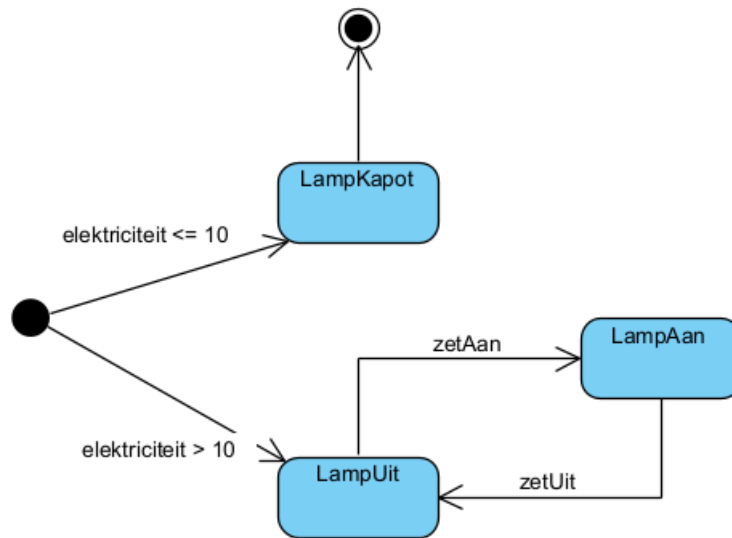 LampKapot
elektriciteit <= 10
LampAan
zetAan
elektriciteit > 10
LampUit
zetUit